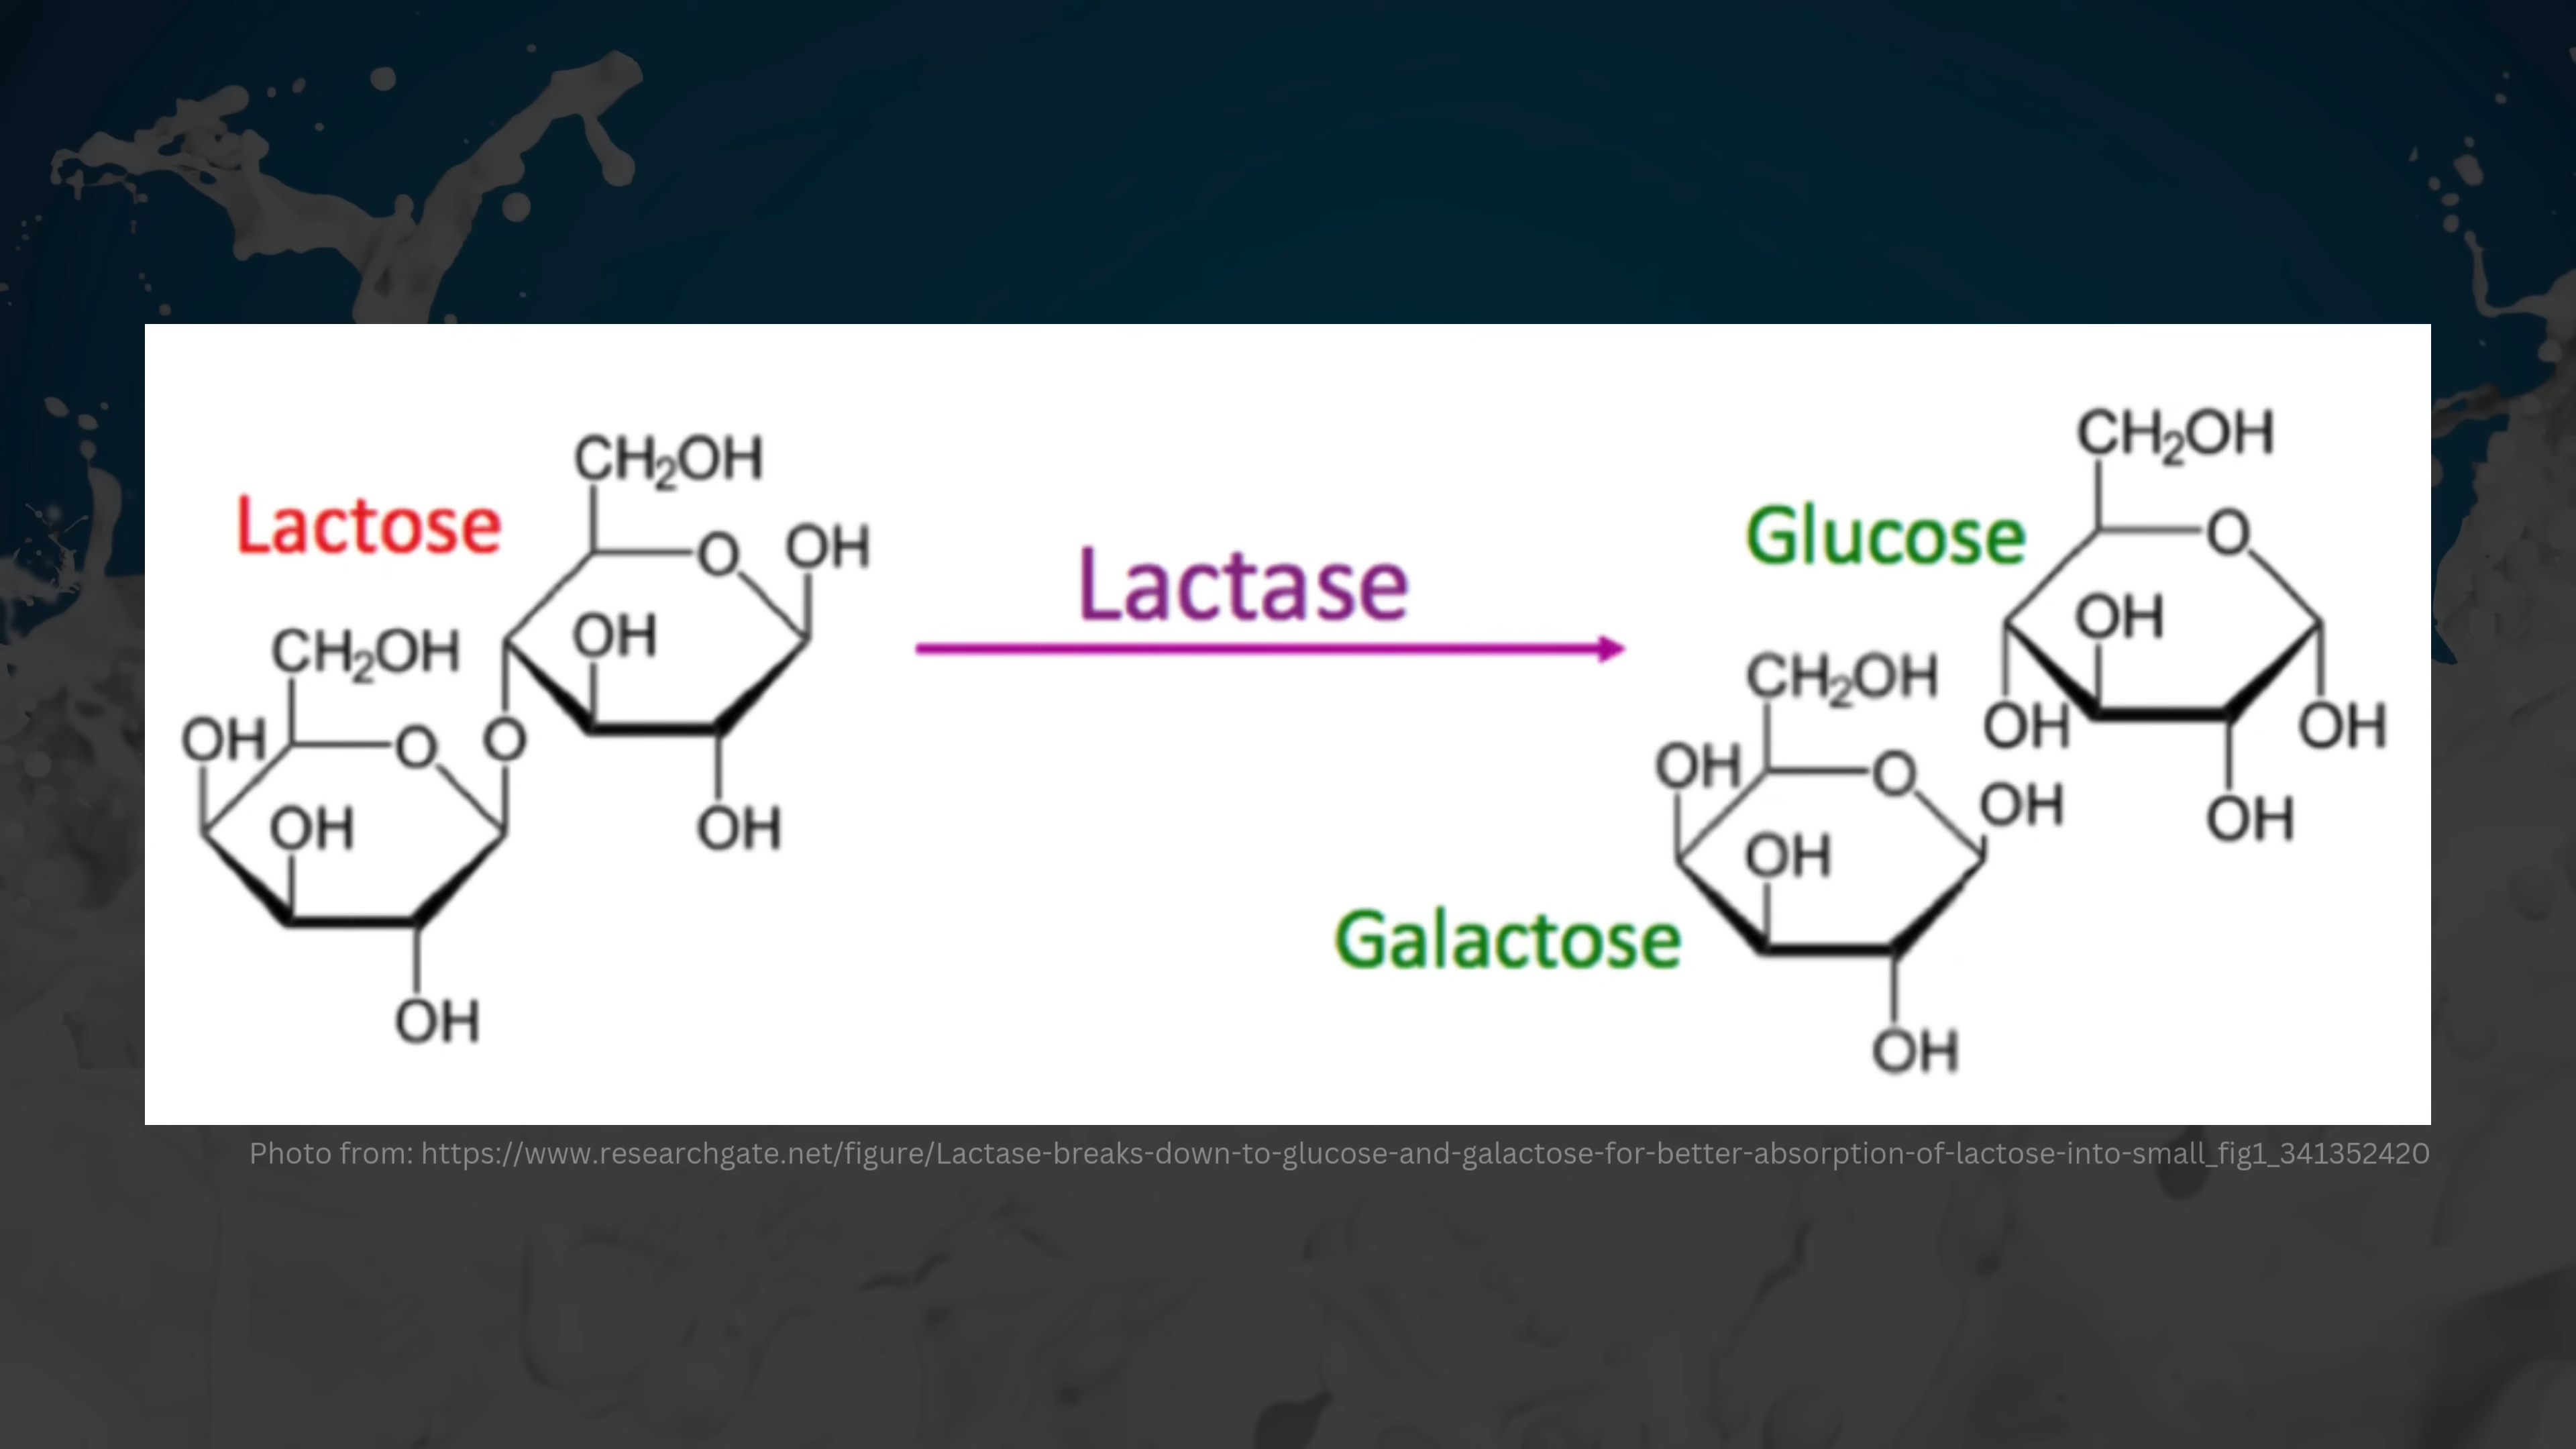 CH₂OH
Lactose
O
OH
OH
CH₂OH
OH
O
O
OH
OH
OH
Lactase
CH₂OH
Glucose
O
OH
CH₂OH
OH
OH
OH
O
OH
OH
OH
Galactose
OH
Photo from: https://www.researchgate.net/figure/Lactase-breaks-down-to-glucose-and-galactose-for-better-absorption-of-lactose-into-small_fig1_341352420